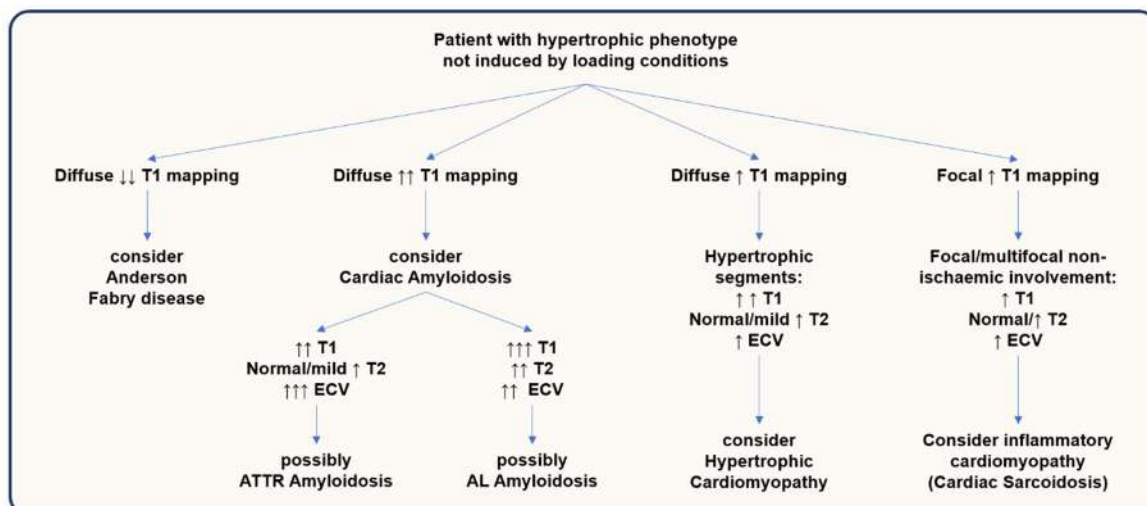 Patient with hypertrophic phenotype
not induced by loading conditions
Diffuse ↓↓ T1 mapping
consider
Anderson
Fabry disease
Diffuse ↑↑ T1 mapping
consider
Cardiac Amyloidosis
↑↑ T1
Normal/mild ↑ T2
↑↑↑ ECV
possibly
ATTR Amyloidosis
↑↑↑ T1
↑↑ T2
↑↑ ECV
possibly
AL Amyloidosis
Diffuse ↑ T1 mapping
Hypertrophic
segments:
↑ ↑ T1
Normal/mild ↑ T2
↑ ECV
consider
Hypertrophic
Cardiomyopathy
Focal ↑ T1 mapping
Focal/multifocal non-
ischaemic involvement:
↑ T1
Normal/↑ T2
↑ ECV
Consider inflammatory
cardiomyopathy
(Cardiac Sarcoidosis)